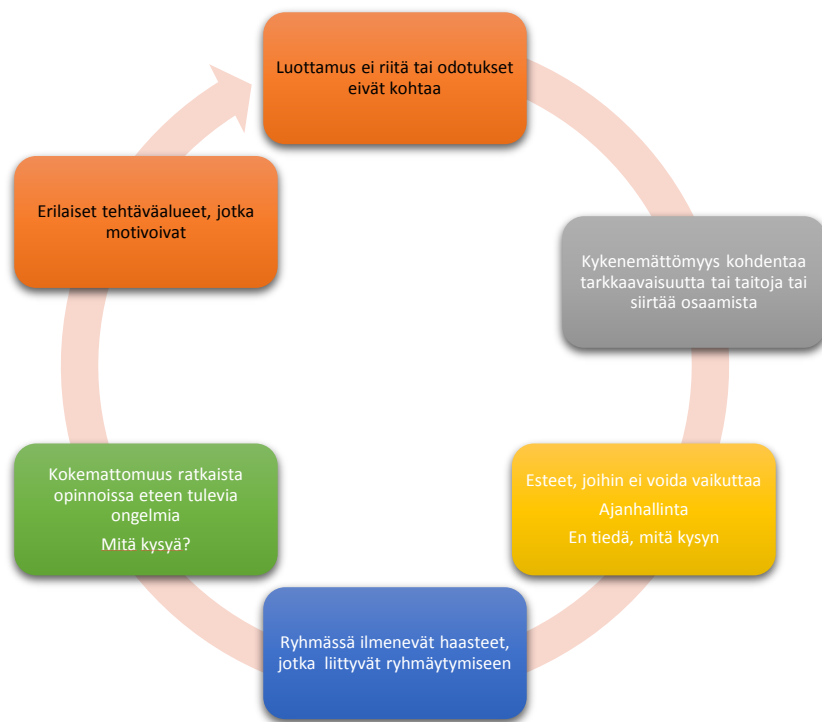 Luottamus ei riitä tai odotukset
eivät kohtaa
Kykenemättömyys kohdentaa
tarkkaavaisuutta tai taitoja tai
siirtää osaamista
Esteet, joihin ei voida vaikuttaa
Ajanhallinta
En tiedä, mitä kysyn
Ryhmässä ilmenevät haasteet,
jotka liittyvät ryhmäytymiseen
Kokemattomuus ratkaista
opinnoissa eteen tulevia
ongelmia
Mitä kysyä?
Erilaiset tehtäväalueet, jotka
motivoivat